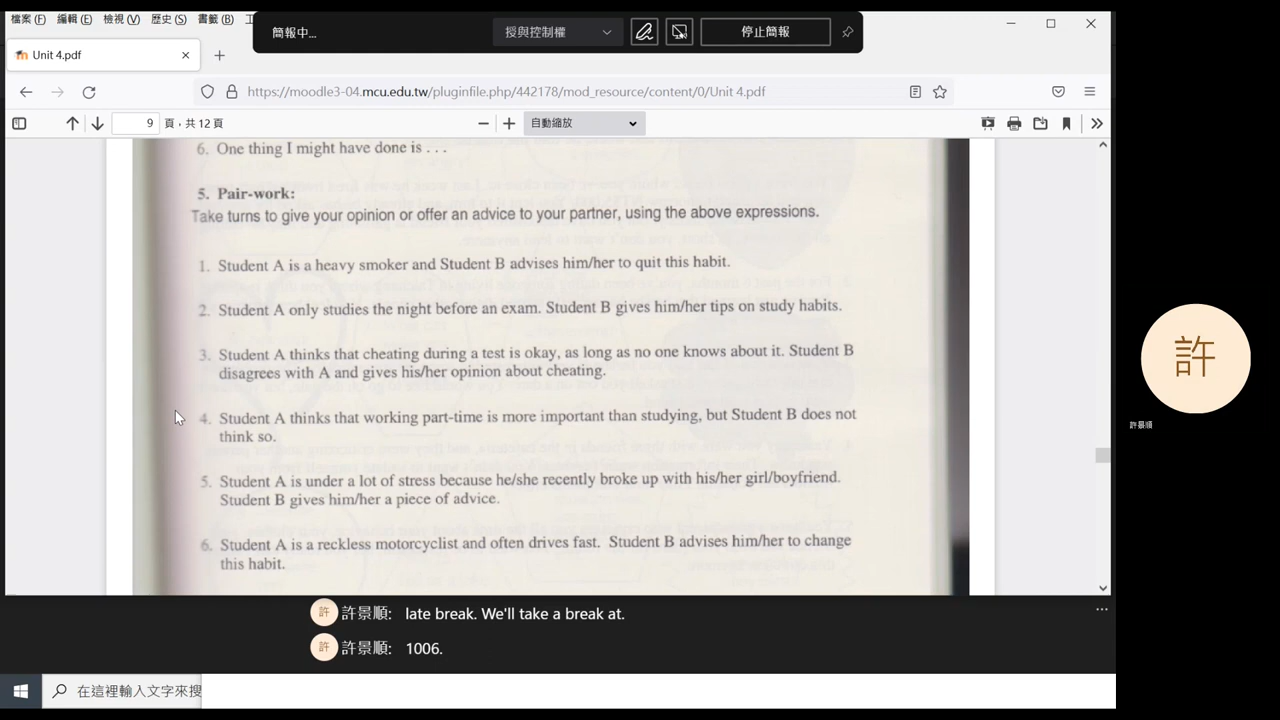 檔案 (F) 編輯 (E) 檢視 (V) 歷史 (S) 書籤 (B)
簡報中...
授與控制權
停止簡報
Unit 4.pdf
https://moodle3-04.mcu.edu.tw/pluginfile.php/442178/mod_resource/content/0/Unit 4.pdf
9 頁，共 12 頁
自動縮放
6. One thing I might have done is . . .
5. Pair-work:
Take turns to give your opinion or offer an advice to your partner, using the above expressions.
1. Student A is a heavy smoker and Student B advises him/her to quit this habit.
2. Student A only studies the night before an exam. Student B gives him/her tips on study habits.
3. Student A thinks that cheating during a test is okay, as long as no one knows about it. Student B
disagrees with A and gives his/her opinion about cheating.
4. Student A thinks that working part-time is more important than studying, but Student B does not
think so.
5. Student A is under a lot of stress because he/she recently broke up with his/her girl/boyfriend.
Student B gives him/her a piece of advice.
6. Student A is a reckless motorcyclist and often drives fast. Student B advises him/her to change
this habit.
許
許景順
許 許景順: late break. We'll take a break at.
許 許景順: 1006.
在這裡輸入文字來搜